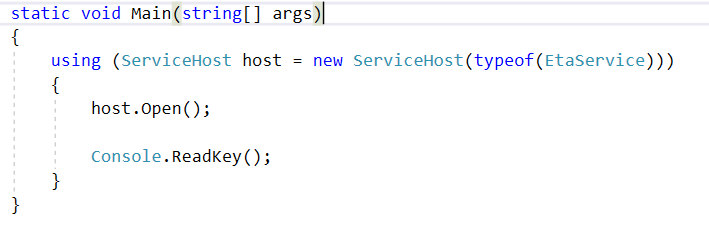 static void Main(string[] args)
{
using (ServiceHost host = new ServiceHost(typeof(EtaService)))
{
host.Open();
Console.ReadKey();
}
}